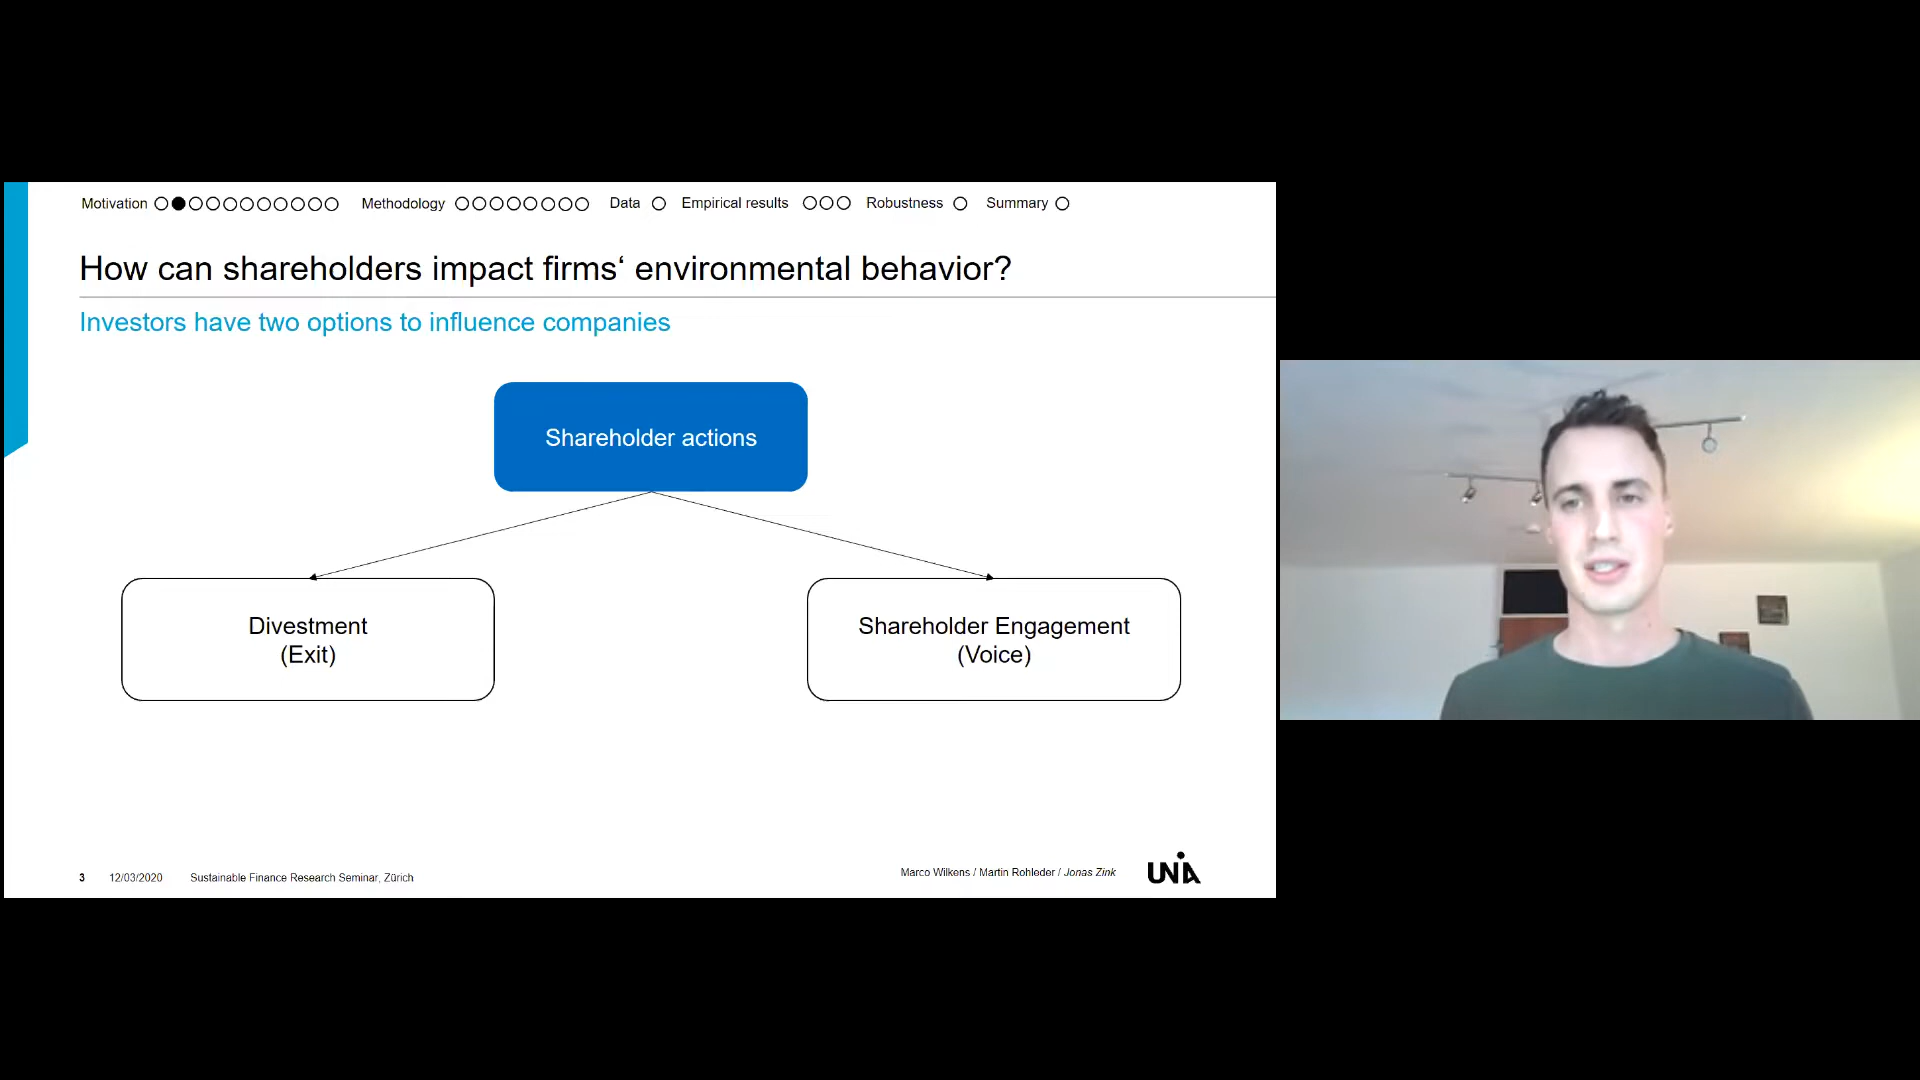 Motivation Methodology Data Empirical results Robustness Summary
How can shareholders impact firms‘ environmental behavior?
Investors have two options to influence companies
Shareholder actions
Divestment
(Exit)
Shareholder Engagement
(Voice)
3 12/03/2020 Sustainable Finance Research Seminar, Zürich
Marco Wilkens / Martin Rohleder / Jonas Zink
UNIA